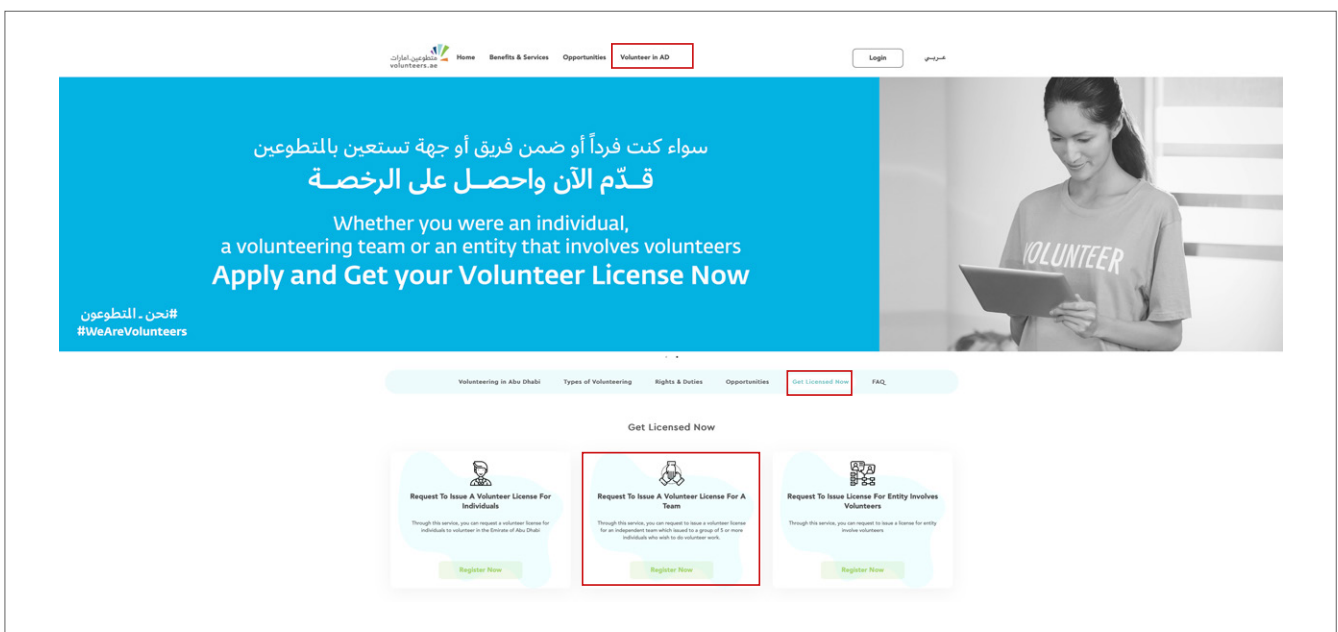 متطوعين.امارات
volunteers.ae
Home
Benefits & Services
Opportunities
Volunteer in AD
Login
عربي
سواء كنت فرداً أو ضمن فريق أو جهة تستعين بالمتطوعين
قــدّم الآن واحصــل على الرخصــة
Whether you were an individual,
a volunteering team or an entity that involves volunteers
Apply and Get your Volunteer License Now
#نحن ـ المتطوعون
#WeAreVolunteers
VOLUNTEER
Volunteering in Abu Dhabi
Types of Volunteering
Rights & Duties
Opportunities
Get Licensed Now
FAQ
Get Licensed Now
Request To Issue A Volunteer License For
Individuals
Through this service, you can request a volunteer license for
individuals to volunteer in the Emirate of Abu Dhabi
Register Now
Request To Issue A Volunteer License For A
Team
Through this service, you can request to issue a volunteer license
for an independent team which issued to a group of 5 or more
individuals who wish to do volunteer work.
Register Now
Request To Issue License For Entity Involves
Volunteers
Through this service, you can request to issue a license for entity
involve volunteers
Register Now